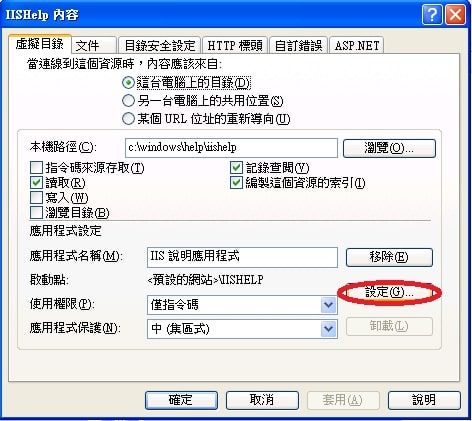 IISHelp 內容
虛擬目錄 文件 目錄安全設定 HTTP 標頭 自訂錯誤 ASP.NET
當連線到這個資源時，內容應該來自:
這台電腦上的目錄(D)
另一台電腦上的共用位置(S)
某個 URL 位址的重新導向(U)
本機路徑(C): c:\windows\help\iishelp 瀏覽(O)...
指令碼來源存取(T) 記錄查閱(V)
讀取(R) 編製這個資源的索引(I)
寫入(W)
瀏覽目錄(B)
應用程式設定
應用程式名稱(M): IIS 說明應用程式 移除(E)
啟動點: <預設的網站>\IISHELP
設定(G)...
使用權限(P): 僅指令碼
應用程式保護(N): 中 (集區式) 卸載(L)
確定 取消 套用(A) 說明